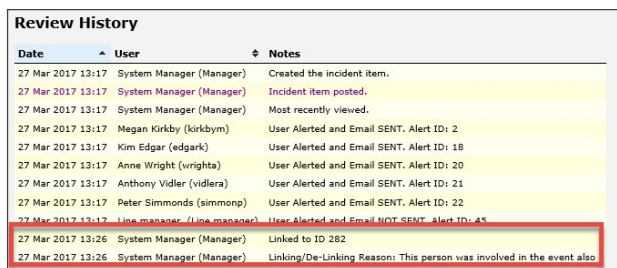 Review History
Date User Notes
27 Mar 2017 13:17 System Manager (Manager) Created the incident item.
27 Mar 2017 13:17 System Manager (Manager) Incident item posted.
27 Mar 2017 13:17 System Manager (Manager) Most recently viewed.
27 Mar 2017 13:17 Megan Kirkby (kirkbym) User Alerted and Email SENT. Alert ID: 2
27 Mar 2017 13:17 Kim Edgar (edgark) User Alerted and Email SENT. Alert ID: 18
27 Mar 2017 13:17 Anne Wright (wrighta) User Alerted and Email SENT. Alert ID: 20
27 Mar 2017 13:17 Anthony Vidler (vidlera) User Alerted and Email SENT. Alert ID: 21
27 Mar 2017 13:17 Peter Simmonds (simmonp) User Alerted and Email SENT. Alert ID: 22
27 Mar 2017 13:17 Line manager (Line manager) User Alerted and Email NOT SENT. Alert ID: 45
27 Mar 2017 13:26 System Manager (Manager) Linked to ID 282
27 Mar 2017 13:26 System Manager (Manager) Linking/De-Linking Reason: This person was involved in the event also